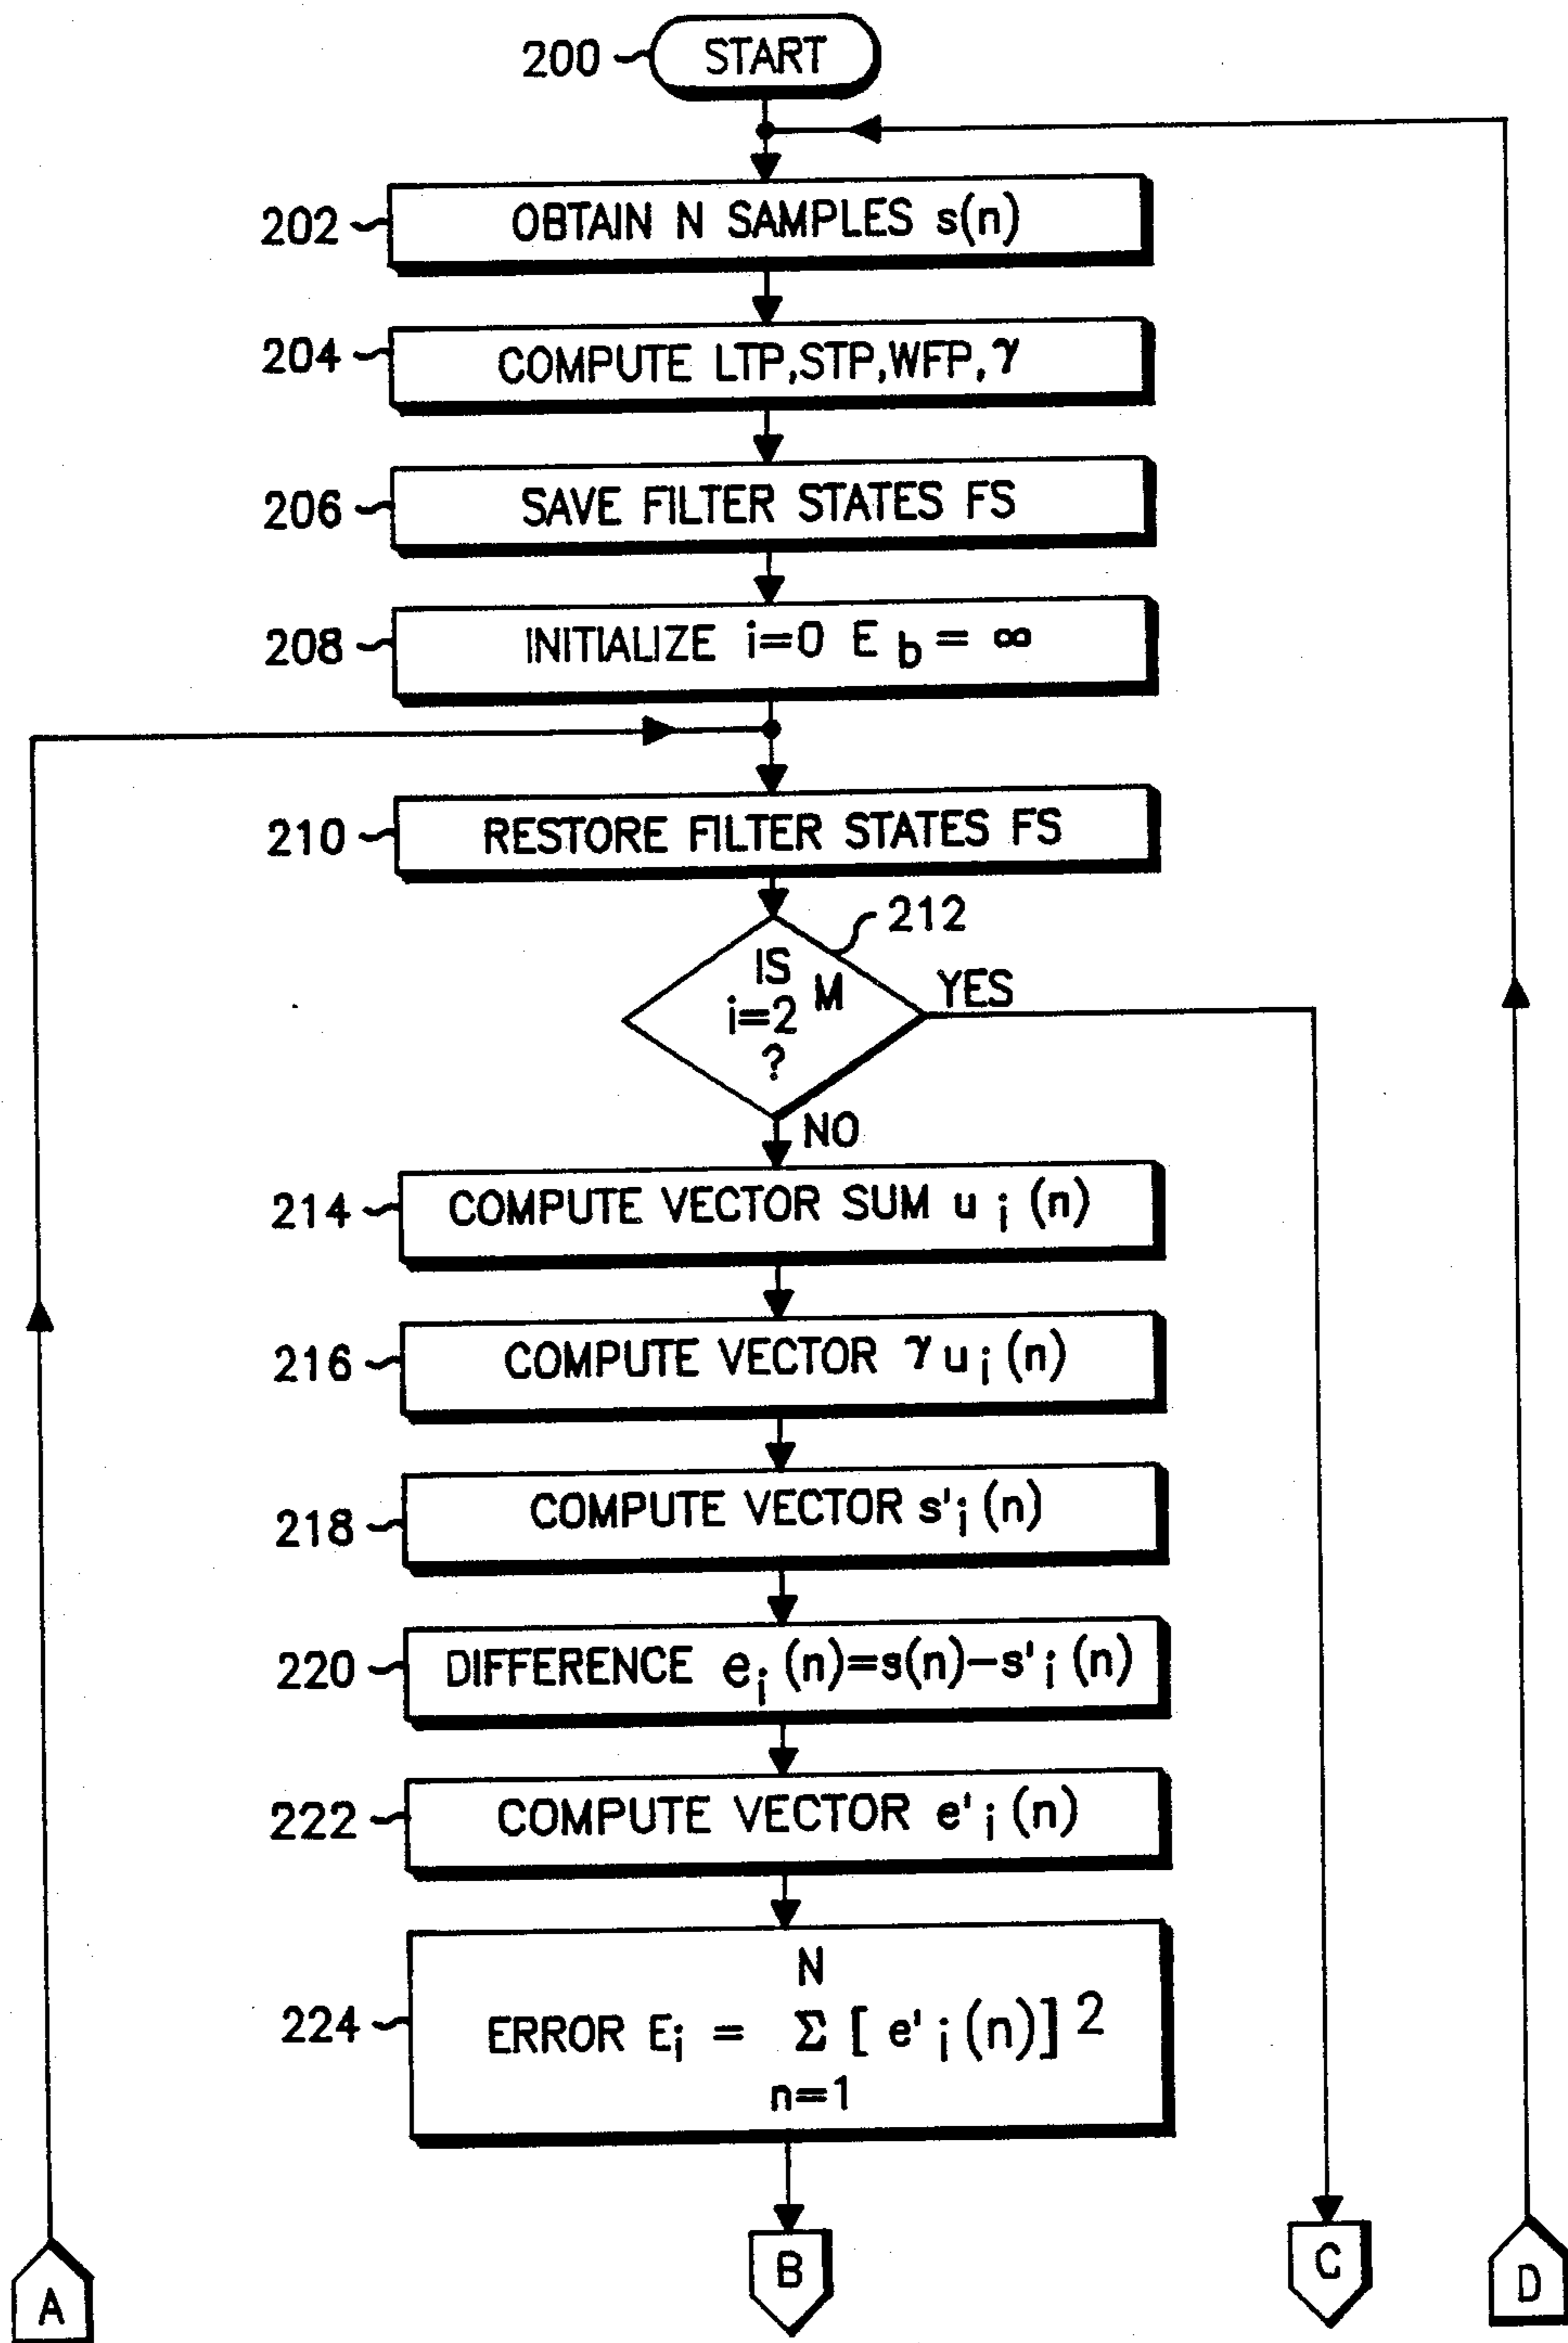 200 START
202 OBTAIN N SAMPLES s(n)
204 COMPUTE LTP,STP,WFP,γ
206 SAVE FILTER STATES FS
208 INITIALIZE i=0 E b = ∞
210 RESTORE FILTER STATES FS
212
IS
i=2 M
?
YES
NO
214 COMPUTE VECTOR SUM u i (n)
216 COMPUTE VECTOR γ u i (n)
218 COMPUTE VECTOR s' i (n)
220 DIFFERENCE e i (n)=s(n)-s' i (n)
222 COMPUTE VECTOR e' i (n)
N
224 ERROR E i = Σ [ e' i (n)] 2
n=1
A
B
C
D